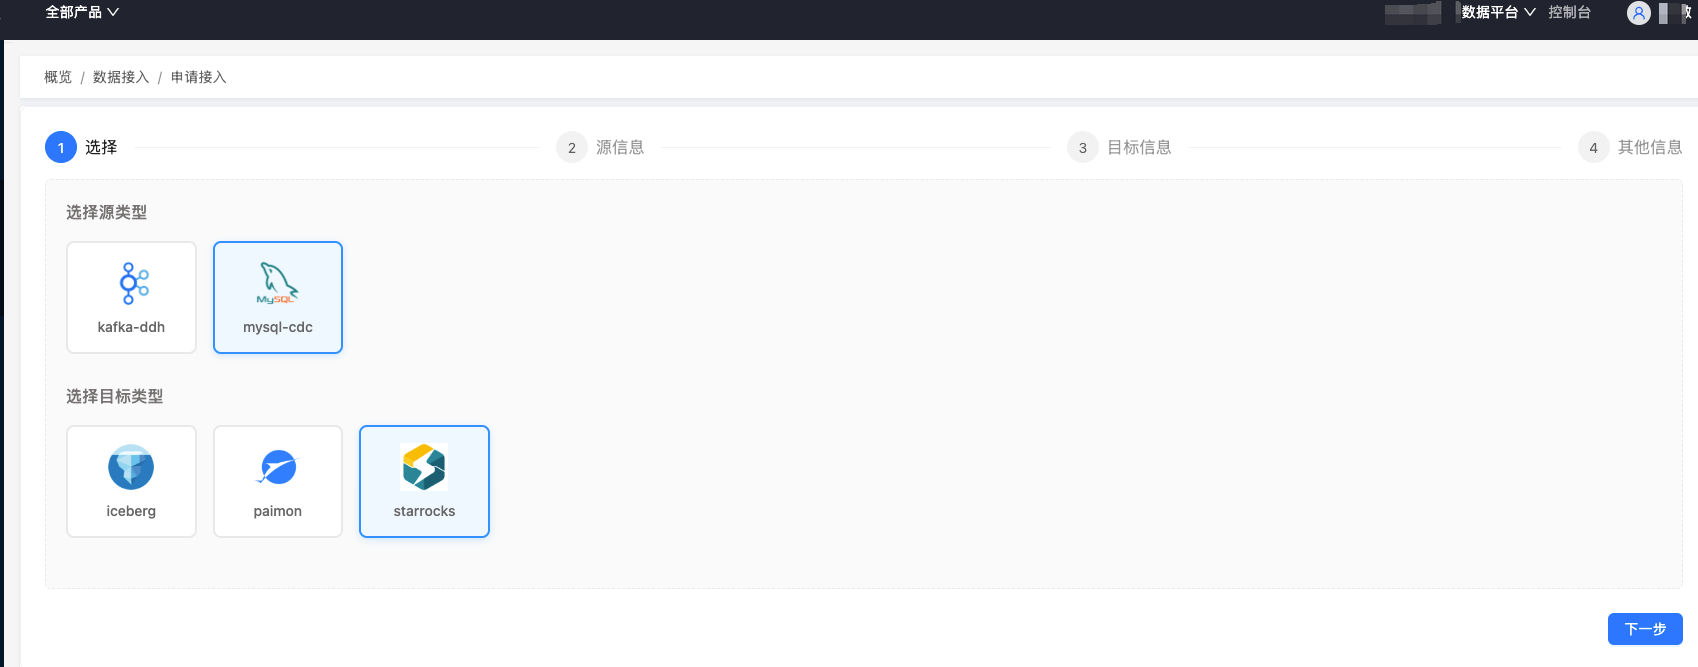 全部产品 数据平台 控制台
概览 / 数据接入 / 申请接入
1 选择 2 源信息 3 目标信息 4 其他信息
选择源类型
MySQL
kafka-ddh mysql-cdc
选择目标类型
iceberg paimon starrocks
下一步